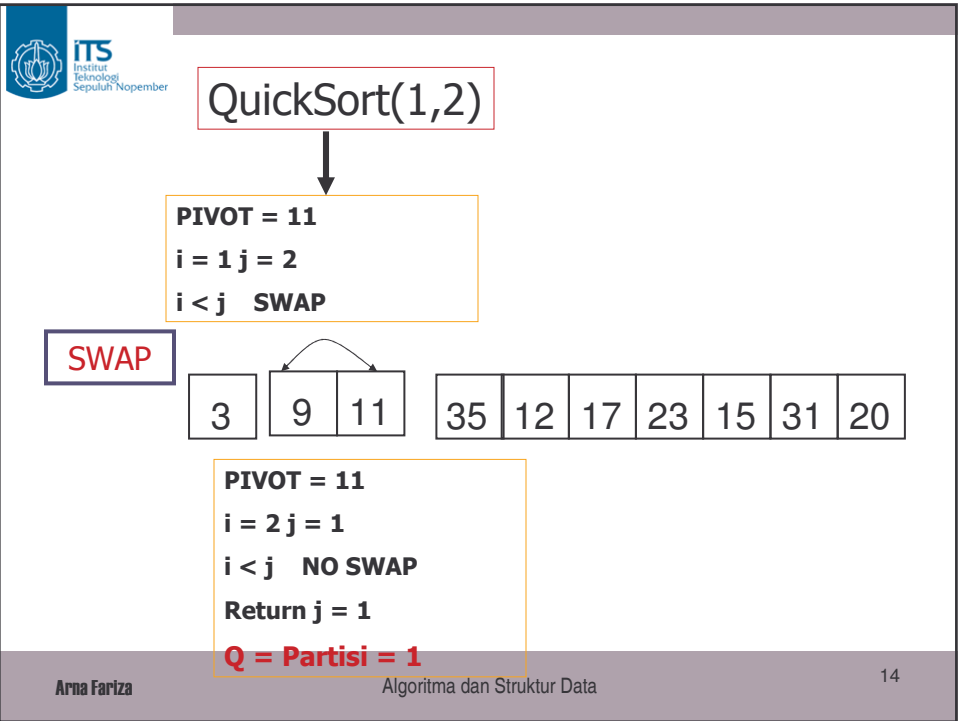 iTS
Institut
Teknologi
Sepuluh Nopember
QuickSort(1,2)
PIVOT = 11
i = 1 j = 2
i < j SWAP
SWAP
3 9 11 35 12 17 23 15 31 20
PIVOT = 11
i = 2 j = 1
i < j NO SWAP
Return j = 1
Q = Partisi = 1
Arna Fariza Algoritma dan Struktur Data 14